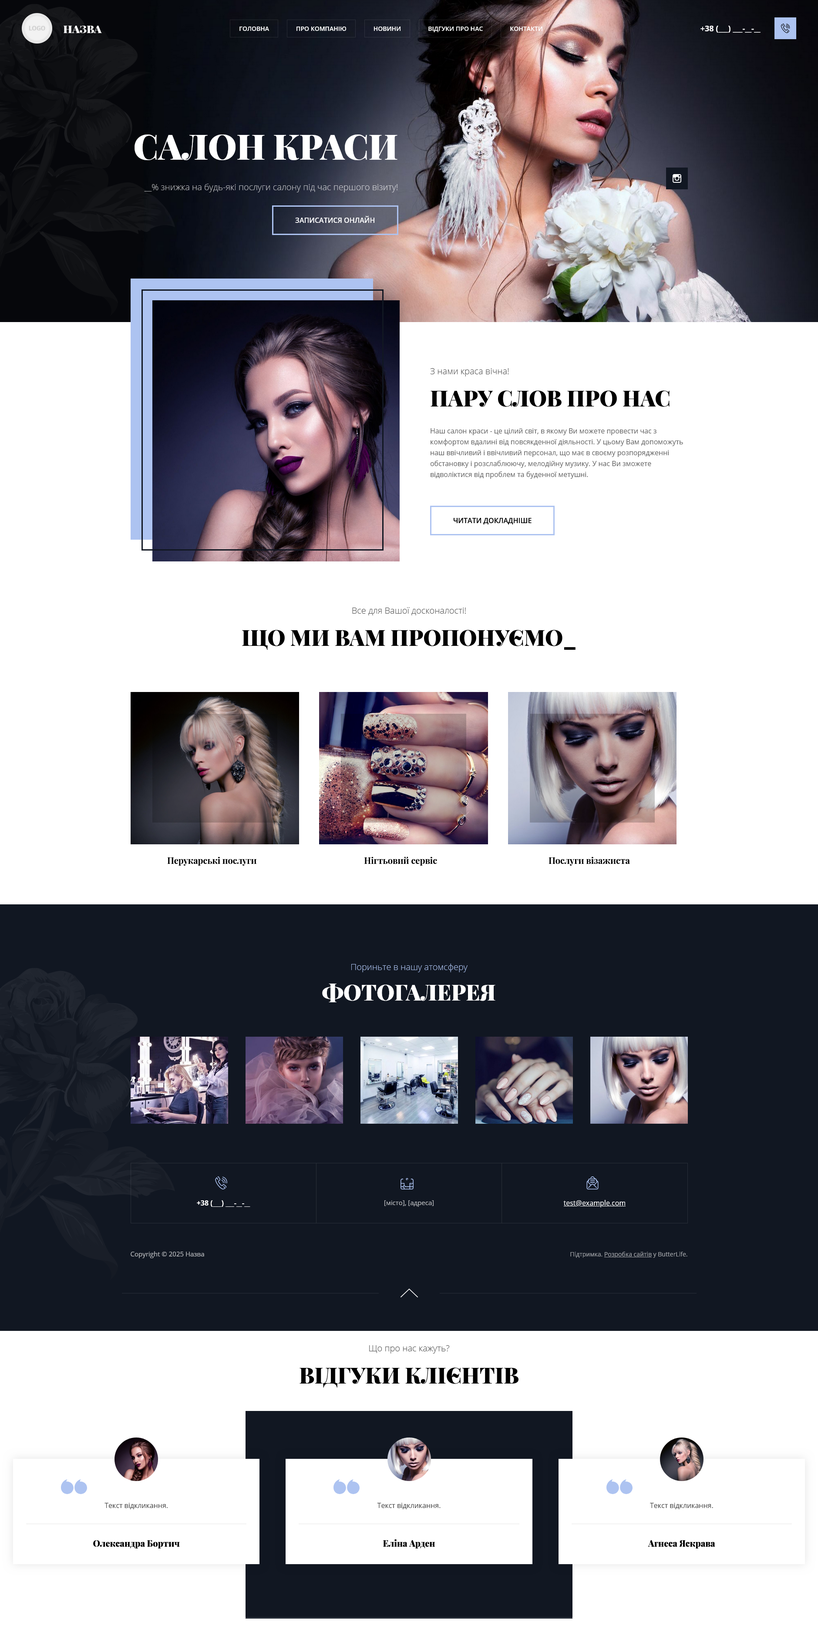 LOGO
НАЗВА
ГОЛОВНА
ПРО КОМПАНІЮ
НОВИНИ
ВІДГУКИ ПРО НАС
КОНТАКТИ
+38 (__) __-_-_
САЛОН КРАСИ
__% знижка на будь-які послуги салону під час першого візиту!
ЗАПИСАТИСЯ ОНЛАЙН
З нами краса вічна!
ПАРУ СЛОВ ПРО НАС
Наш салон краси - це цілий світ, в якому Ви можете провести час з
комфортом вдалині від повсякденної діяльності. У цьому Вам допоможуть
наш ввічливий і ввічливий персонал, що має в своєму розпорядженні
обстановку і розслаблюючу, мелодійну музику. У нас Ви зможете
відволіктися від проблем та буденної метушні.
ЧИТАТИ ДОКЛАДНІШЕ
Все для Вашої досконалості!
ЩО МИ ВАМ ПРОПОНУЄМО_
Перукарські послуги
Нігтьовий сервіс
Послуги візажиста
Пориньте в нашу атомсферу
ФОТОГАЛЕРЕЯ
+38 (__) __-_-_
[місто], [адреса]
test@example.com
Copyright © 2025 Назва
Підтримка. Розробка сайтів у ButterLife.
Що про нас кажуть?
ВІДГУКИ КЛІЄНТІВ
Текст відкликання.
Олександра Бортич
Текст відкликання.
Еліна Арден
Текст відкликання.
Агнеса Яскрава